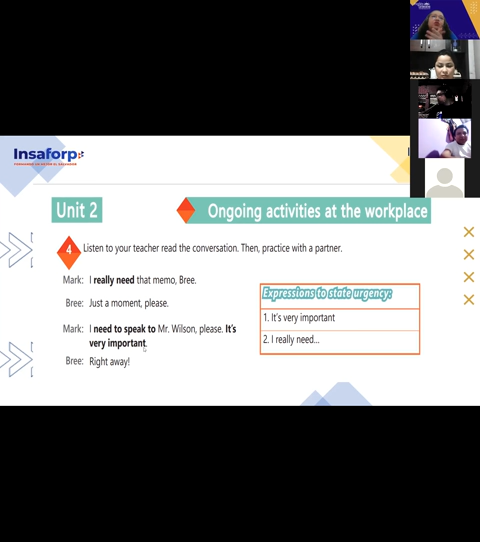 Insaforp
Unit 2
Ongoing activities at the workplace
4 Listen to your teacher read the conversation. Then, practice with a partner.
Mark: I really need that memo, Bree.
Bree: Just a moment, please.
Mark: I need to speak to Mr. Wilson, please. It's
very important.
Bree: Right away!
Expressions to state urgency:
1. It's very important
2. I really need...